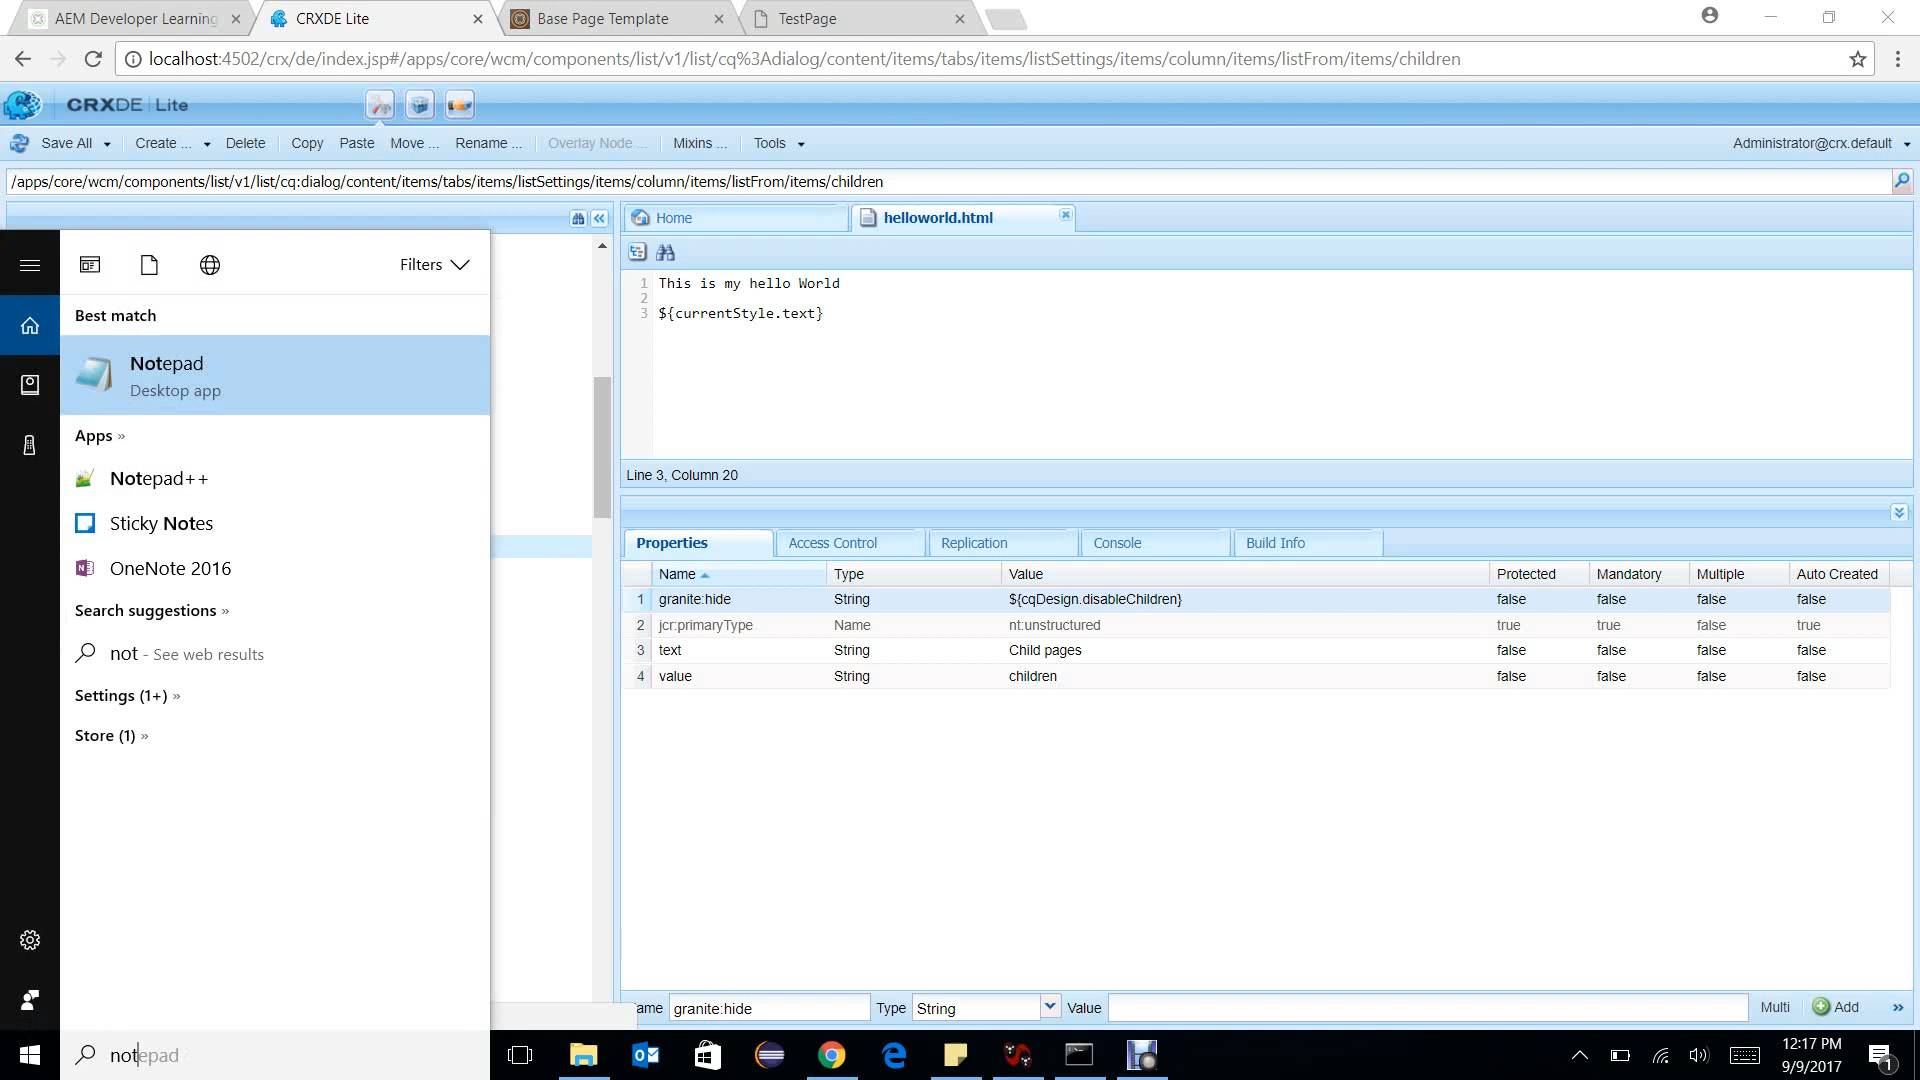 AEM Developer Learning
CRXDE Lite
Base Page Template
TestPage
localhost:4502/crx/de/index.jsp#/apps/core/wcm/components/list/v1/list/cq%3Adialog/content/items/tabs/items/listSettings/items/column/items/listFrom/items/children
CRXDE | Lite
Save All Create ... Delete Copy Paste Move ... Rename ... Overlay Node ... Mixins ... Tools Administrator@crx.default
/apps/core/wcm/components/list/v1/list/cq:dialog/content/items/tabs/items/listSettings/items/column/items/listFrom/items/children
Home
helloworld.html
1 This is my hello World
2
3 ${currentStyle.text}
Line 3, Column 20
Properties Access Control Replication Console Build Info
Name Type Value Protected Mandatory Multiple Auto Created
1 granite:hide String ${cqDesign.disableChildren} false false false false
2 jcr:primaryType Name nt:unstructured true true false true
3 text String Child pages false false false false
4 value String children false false false false
ame granite:hide Type String Value Multi Add »
Filters
Best match
Notepad
Desktop app
Apps »
Notepad++
Sticky Notes
OneNote 2016
Search suggestions »
not - See web results
Settings (1+) »
Store (1) »
notepad
12:17 PM
9/9/2017
1